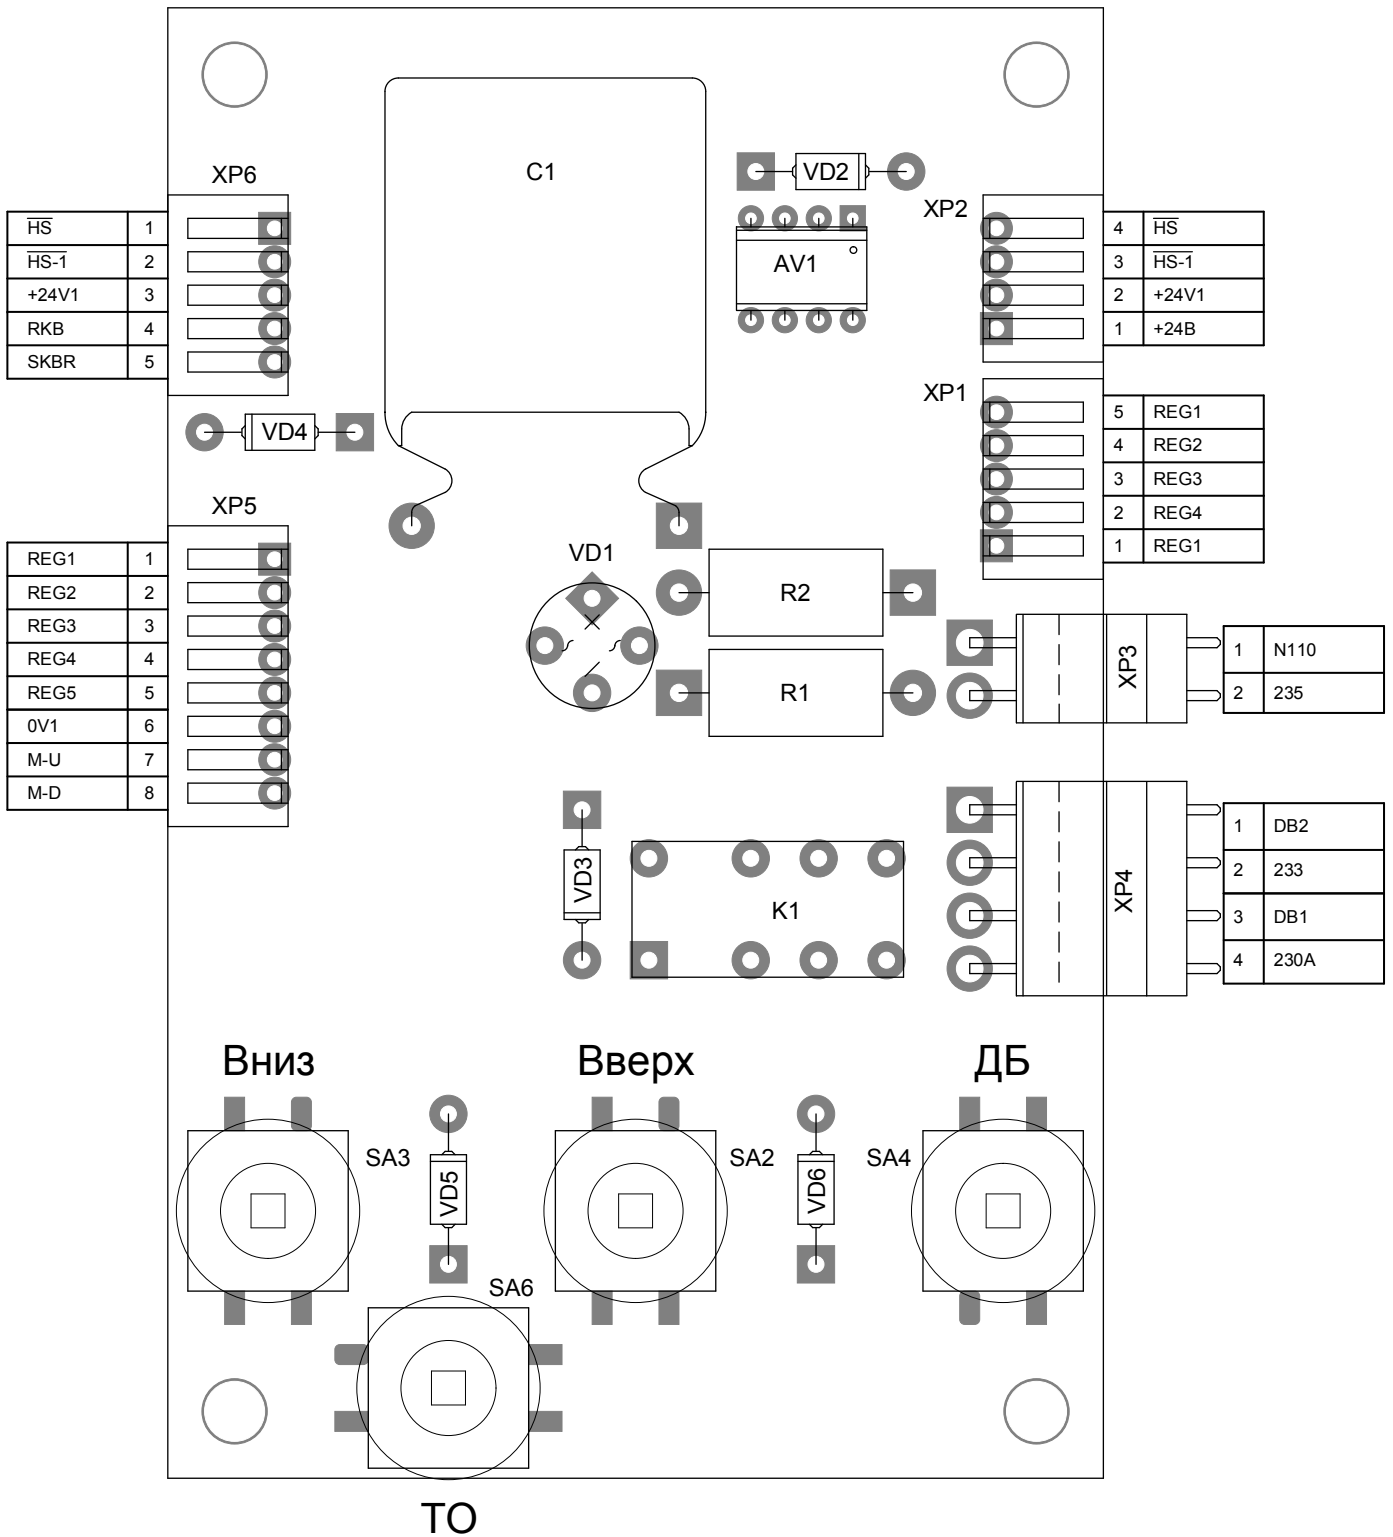 XP6
C1
VD2
HS 1
HS-1 2
+24V1 3
RKB 4
SKBR 5
AV1
XP2
4 HS
3 HS-1
2 +24V1
1 +24B
VD4
XP1
5 REG1
4 REG2
3 REG3
2 REG4
1 REG1
XP5
REG1 1
REG2 2
REG3 3
REG4 4
REG5 5
0V1 6
M-U 7
M-D 8
VD1
R2
R1
XP3
1 N110
2 235
VD3
K1
XP4
1 DB2
2 233
3 DB1
4 230A
Вниз
Вверх
ДБ
SA3
VD5
SA2
VD6
SA4
SA6
ТО